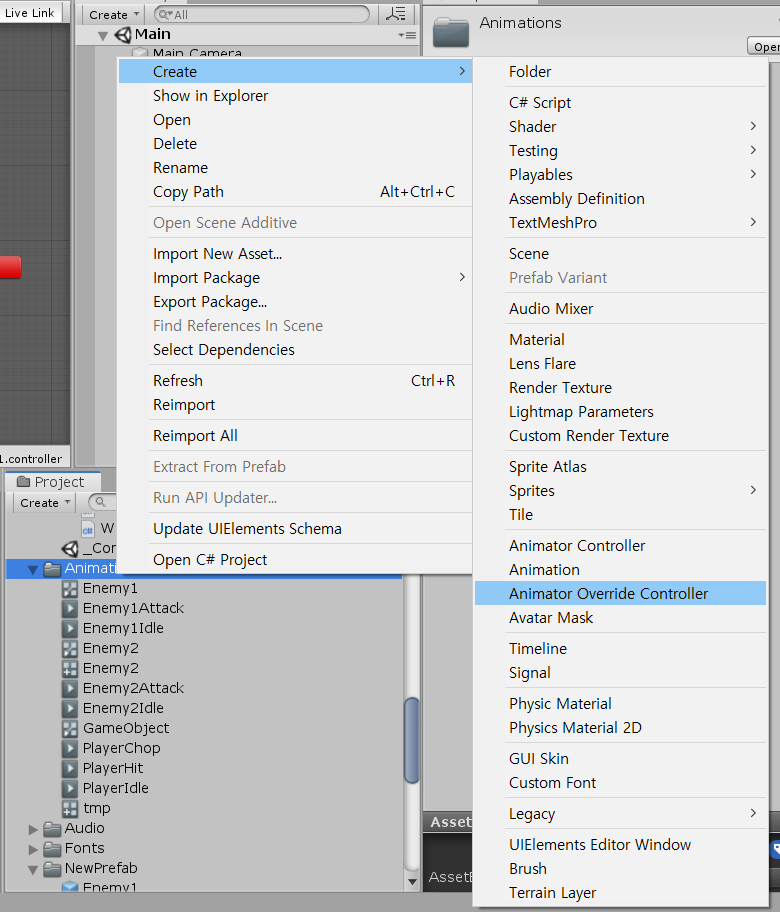 Live Link
Create
All
Main
Main Camera
Animations
Open
Create
Show in Explorer
Open
Delete
Rename
Copy Path Alt+Ctrl+C
Open Scene Additive
Import New Asset...
Import Package
Export Package...
Find References In Scene
Select Dependencies
Refresh Ctrl+R
Reimport
Reimport All
Extract From Prefab
Run API Updater...
Update UIElements Schema
Open C# Project
Folder
C# Script
Shader
Testing
Playables
Assembly Definition
TextMeshPro
Scene
Prefab Variant
Audio Mixer
Material
Lens Flare
Render Texture
Lightmap Parameters
Custom Render Texture
Sprite Atlas
Sprites
Tile
Animator Controller
Animation
Animator Override Controller
Avatar Mask
Timeline
Signal
Physic Material
Physics Material 2D
GUI Skin
Custom Font
Legacy
UIElements Editor Window
Brush
Terrain Layer
1.controller
Project
Create
W
_Cor
Animati
Enemy1
Enemy1Attack
Enemy1Idle
Enemy2
Enemy2
Enemy2Attack
Enemy2Idle
GameObject
PlayerChop
PlayerHit
PlayerIdle
tmp
Audio
Fonts
NewPrefab
Enemy1
Asset